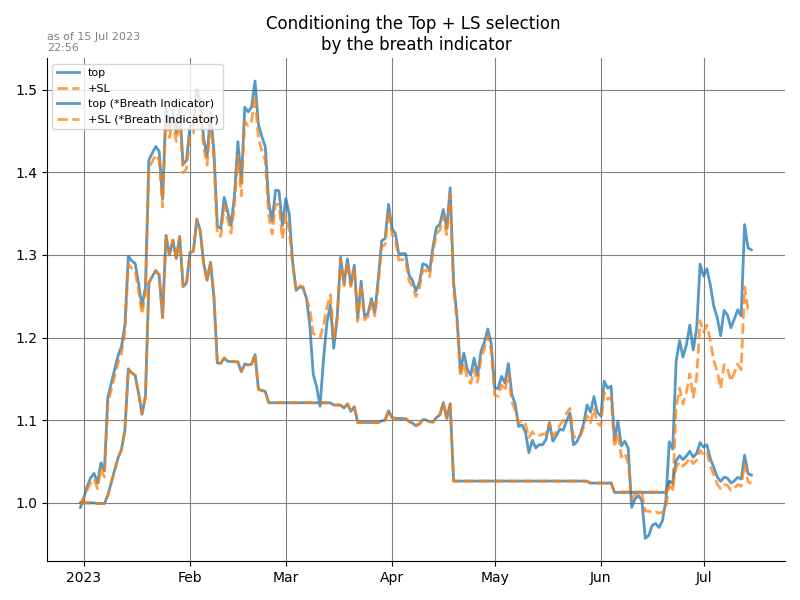 Conditioning the Top + LS selection
by the breath indicator
as of 15 Jul 2023
22:56
top
+SL
top (*Breath Indicator)
+SL (*Breath Indicator)
1.5
1.4
1.3
1.2
1.1
1.0
2023 Feb Mar Apr May Jun Jul